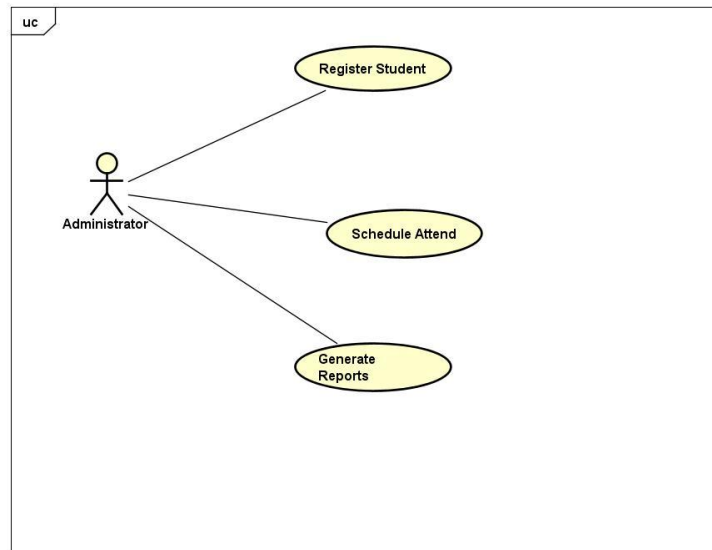 uc
Register Student
Administrator
Schedule Attend
Generate
Reports